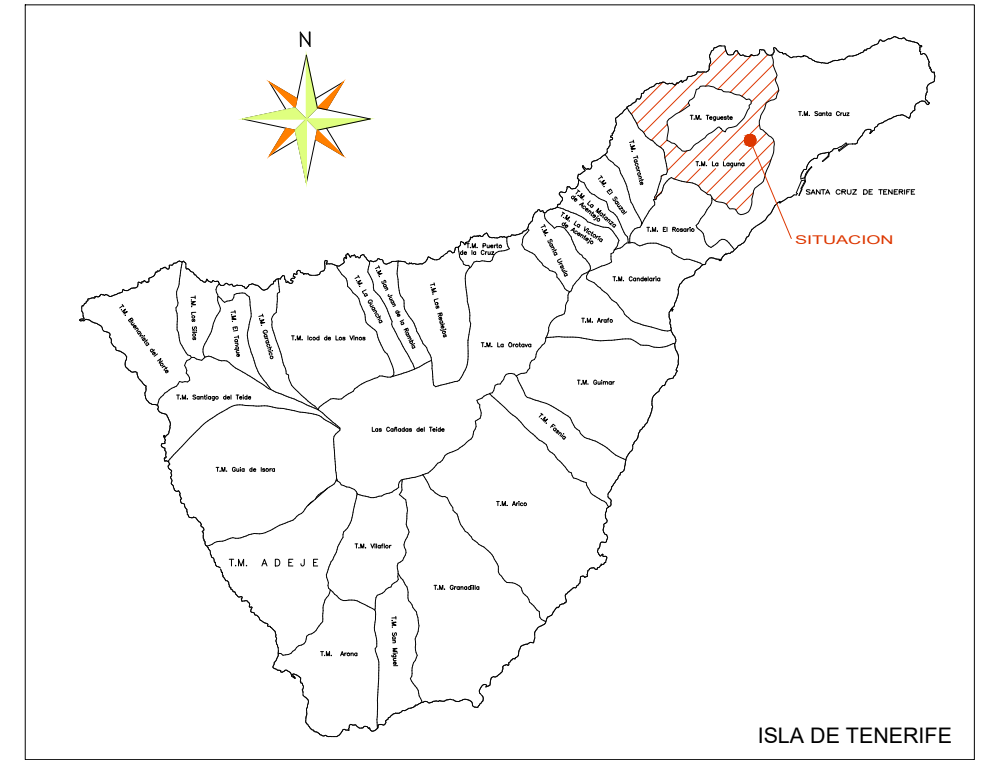 N
T.M. Tegueste
T.M. Santa Cruz
T.M. Tacoronte
T.M. La Laguna
SANTA CRUZ DE TENERIFE
T.M. El Sauzal
T.M. La Matanza
de Acentejo
T.M. La Victoria
de Acentejo
T.M. El Rosario
SITUACION
T.M. Puerto
de la Cruz
T.M. Santa Ursula
T.M. Candelaria
T.M. Buenavista del Norte
T.M. Los Silos
T.M. El Tanque
T.M. Garachico
T.M. Icod de Los Vinos
T.M. La Guancha
T.M. San Juan de la Rambla
T.M. Los Realejos
T.M. La Orotava
T.M. Arafo
T.M. Guimar
T.M. Santiago del Teide
Las Cañadas del Teide
T.M. Fasnia
T.M. Guia de Isora
T.M. Arico
T.M. ADEJE
T.M. Vilaflor
T.M. Granadilla
T.M. Arona
T.M. San Miguel
ISLA DE TENERIFE